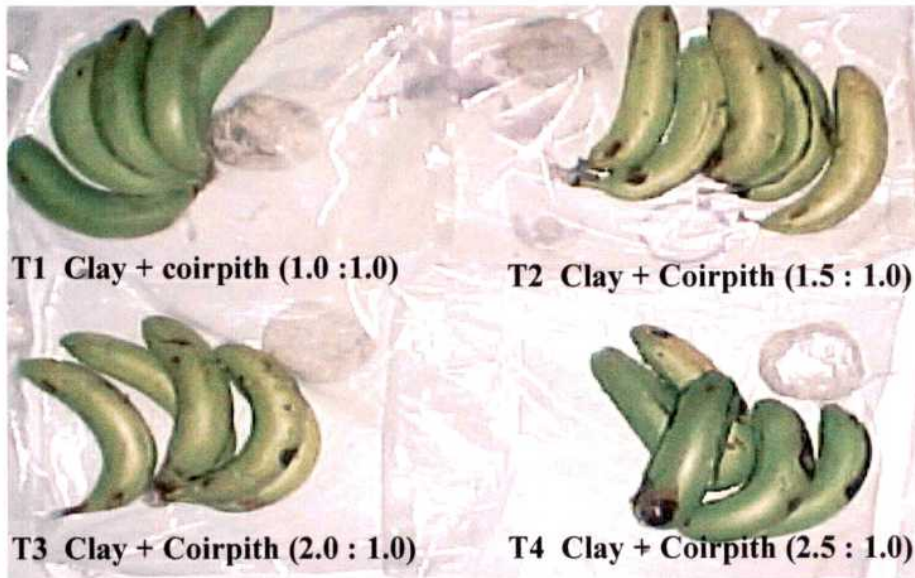 T1 Clay + coirpith (1.0 :1.0)
T2 Clay + Coirpith (1.5 : 1.0)
T3 Clay + Coirpith (2.0 : 1.0)
T4 Clay + Coirpith (2.5 : 1.0)